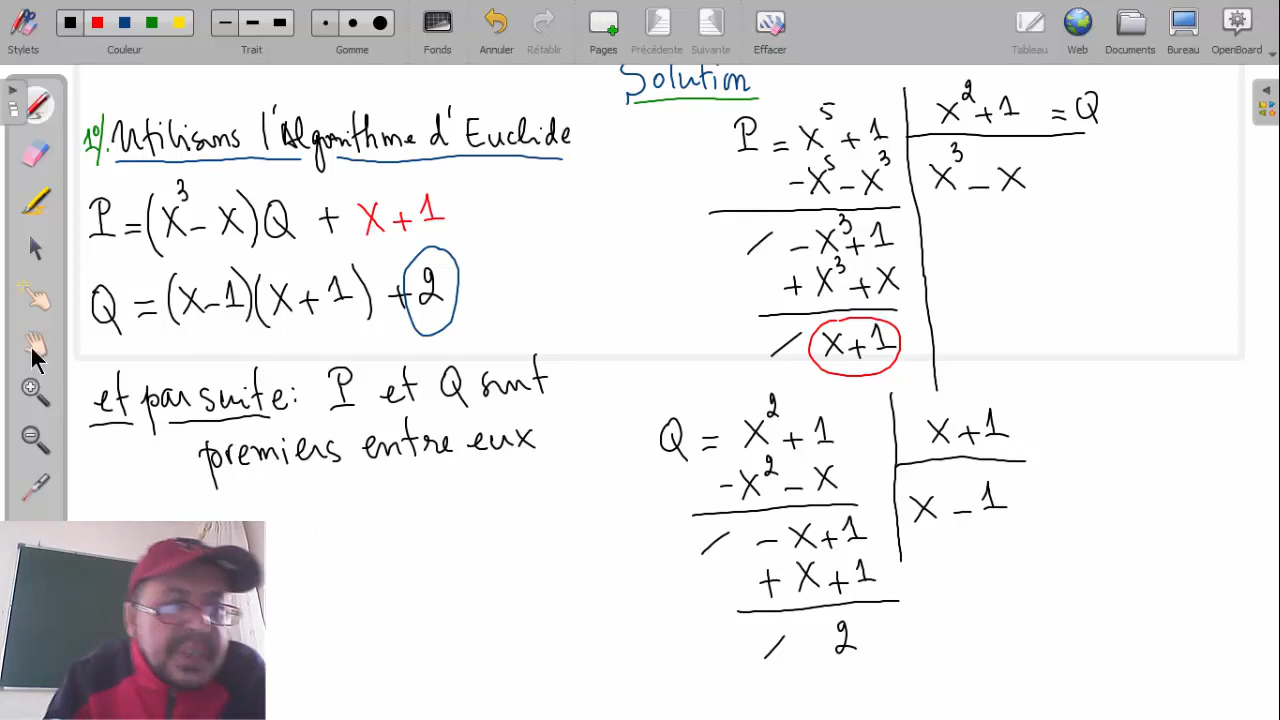 Stylets Couleur Trait Gomme Fonds Annuler Rétablir Pages Précédente Suivante Effacer Tableau Web Documents Bureau OpenBoard
Solution
1°/. Utilisons l'Algorithme d'Euclide
P = (X³ - X)Q + X + 1
Q = (X-1)(X+1) + 2
et par suite: P et Q sont
premiers entre eux
P = X⁵ + 1 | X² + 1 = Q
- X⁵ - X³ | X³ - X
/ - X³ + 1
+ X³ + X
/ X + 1
Q = X² + 1 | X + 1
- X² - X | X - 1
/ - X + 1
+ X + 1
/ 2